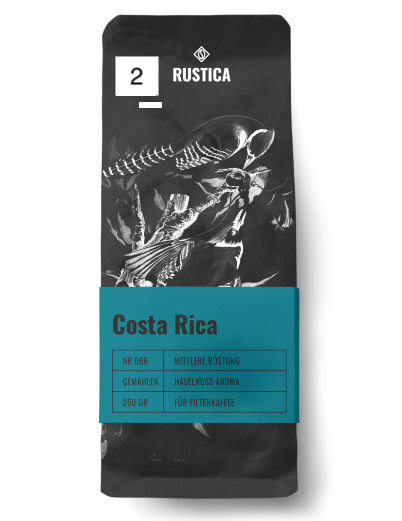 2
RUSTICA
Costa Rica
NR 066
MITTLERE RÖSTUNG
GEMAHLEN
HASELNUSS AROMA
250 GR
FÜR FILTERKAFFEE